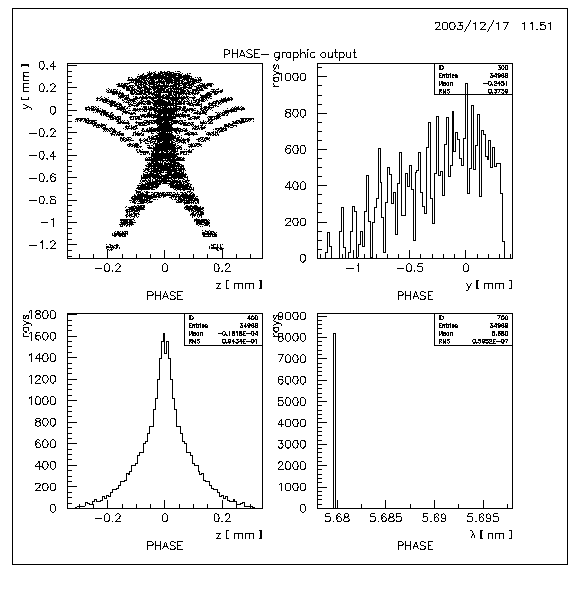 2003/12/17 11.51
PHASE- graphic output
y [ mm ]
0.4
0.2
0
-0.2
-0.4
-0.6
-0.8
-1
-1.2
-0.2 0 0.2
z [ mm ]
PHASE
rays
ID 300
Entries 34968
Mean -0.2431
RMS
1000
800
600
400
200
0
-1 -0.5 0
y [ mm ]
PHASE
rays
ID 400
Entries 34968
Mean
RMS
1800
1600
1400
1200
1000
800
600
400
200
0
-0.2 0 0.2
z [ mm ]
PHASE
rays
ID 700
Entries 34968
Mean 5.680
RMS
9000
8000
7000
6000
5000
4000
3000
2000
1000
0
5.68 5.685 5.69 5.695
λ [ nm ]
PHASE